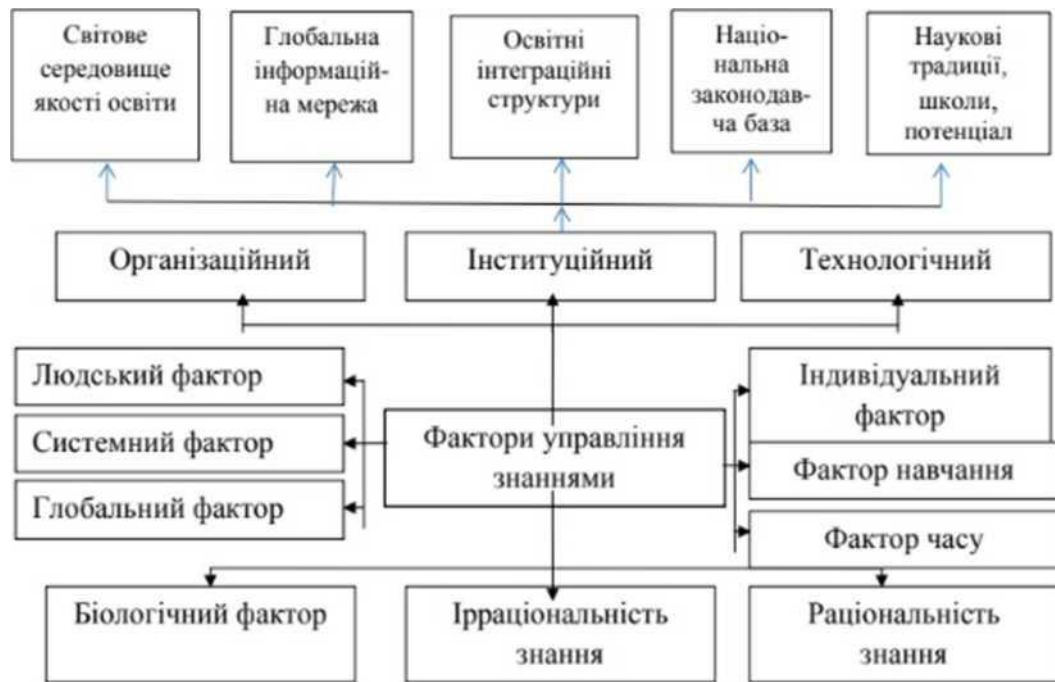 Світове
середовище
якості освіти
Глобальна
інформацій-
на мережа
Освітні
інтеграційні
структури
Націо-
нальна
законодав-
ча база
Наукові
традиції,
школи,
потенціал
Організаційний
Інституційний
Технологічний
Людський фактор
Системний фактор
Глобальний фактор
Фактори управління
знаннями
Індивідуальний
фактор
Фактор навчання
Фактор часу
Біологічний фактор
Ірраціональність
знання
Раціональність
знання